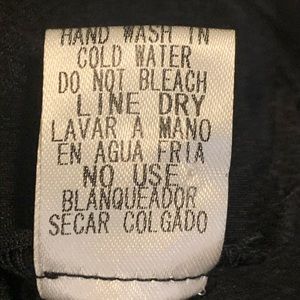 HAND WASH IN
COLD WATER
DO NOT BLEACH
LINE DRY
LAVAR A MANO
EN AGUA FRIA
NO USE
BLANQUEADOR
SECAR COLGADO